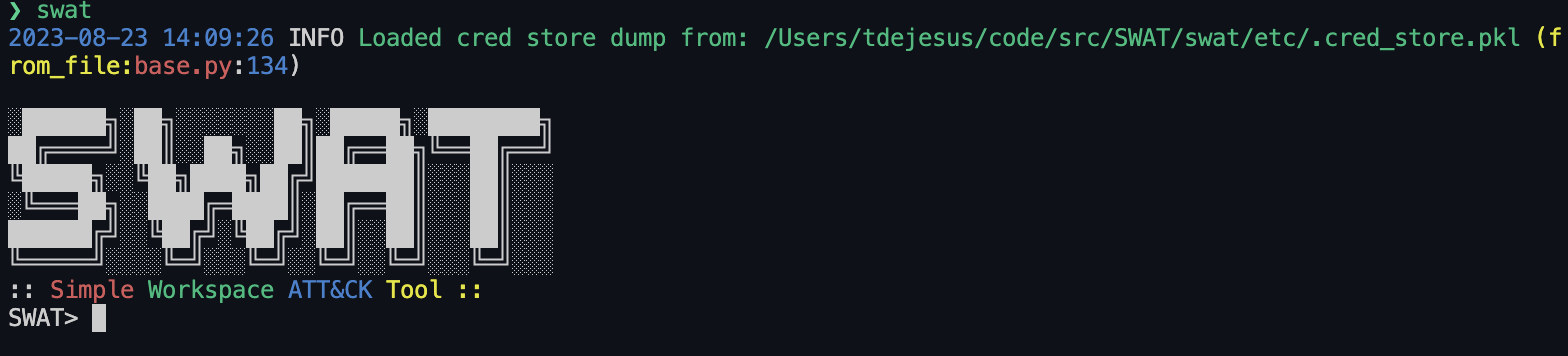 ❯ swat
2023-08-23 14:09:26 INFO Loaded cred store dump from: /Users/tdejesus/code/src/SWAT/swat/etc/.cred_store.pkl (f
rom_file:base.py:134)
SWAT
:: Simple Workspace ATT&CK Tool ::
SWAT>